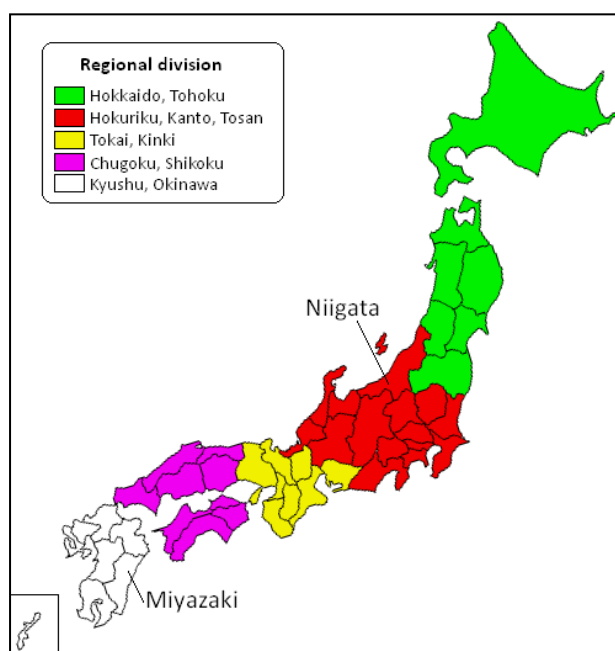 Regional division
Hokkaido, Tohoku
Hokuriku, Kanto, Tosan
Tokai, Kinki
Chugoku, Shikoku
Kyushu, Okinawa
Niigata
Miyazaki